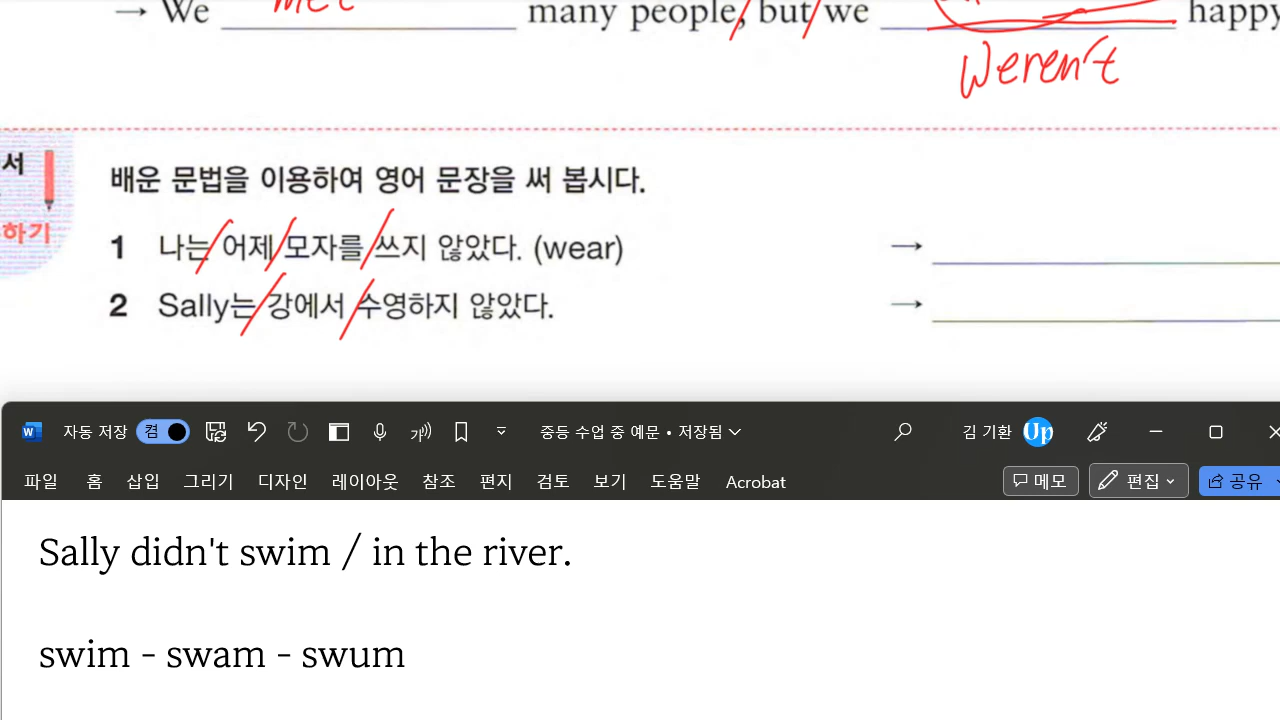 → We met many people, but we happy
weren't
서
하기
배운 문법을 이용하여 영어 문장을 써 봅시다.
1 나는 / 어제 / 모자를 / 쓰지 않았다. (wear) →
2 Sally는 / 강에서 / 수영하지 않았다. →
자동 저장 켬 가)) 중등 수업 중 예문 • 저장됨 김 기환 Up
파일 홈 삽입 그리기 디자인 레이아웃 참조 편지 검토 보기 도움말 Acrobat 메모 편집 공유
Sally didn't swim / in the river.
swim - swam - swum